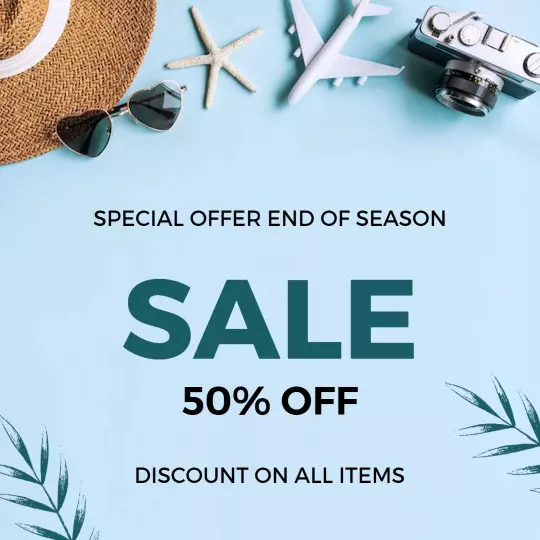 SPECIAL OFFER END OF SEASON
SALE
50% OFF
DISCOUNT ON ALL ITEMS